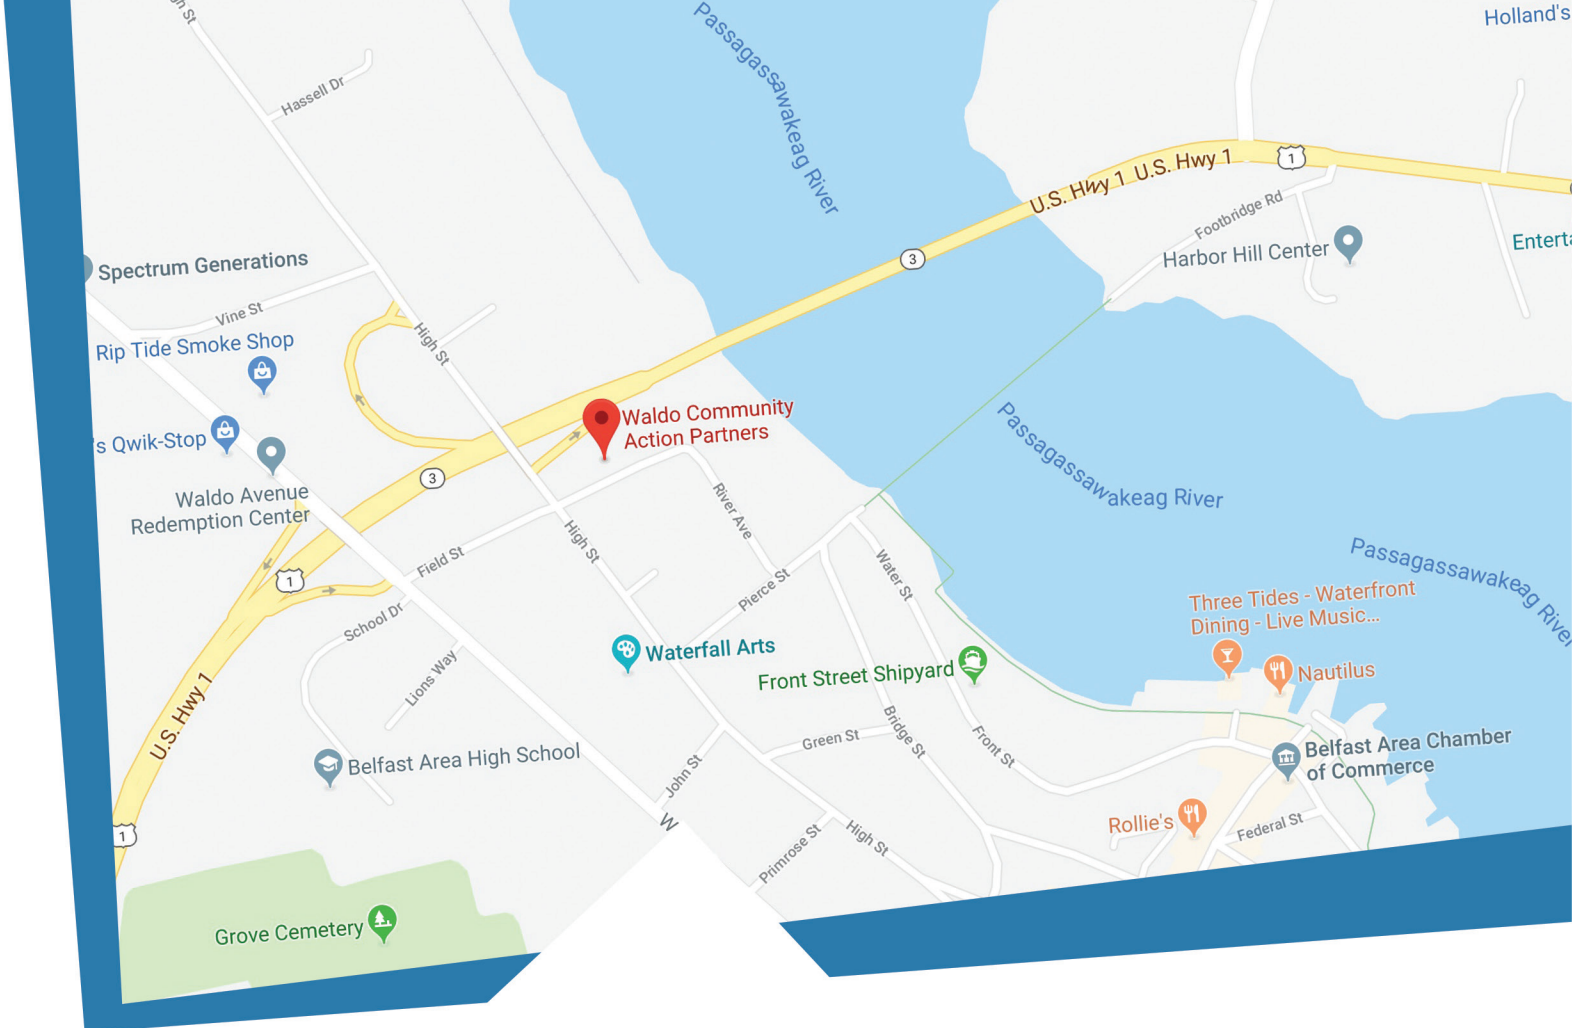 gh St
Passagassawakeag River
Holland's
Hassell Dr
U.S. Hwy 1
U.S. Hwy 1
1
Footbridge Rd
Harbor Hill Center
Enterta
3
Spectrum Generations
Vine St
High St
Rip Tide Smoke Shop
's Qwik-Stop
Waldo Community
Action Partners
3
Waldo Avenue
Redemption Center
River Ave
High St
Field St
1
Passagassawakeag River
Passagassawakeag River
Water St
Pierce St
School Dr
Three Tides - Waterfront
Dining - Live Music...
Waterfall Arts
Lions Way
Front Street Shipyard
Nautilus
U.S. Hwy 1
Bridge St
Green St
Front St
Belfast Area Chamber
of Commerce
Belfast Area High School
John St
W
1
Rollie's
Federal St
High St
Primrose St
Grove Cemetery